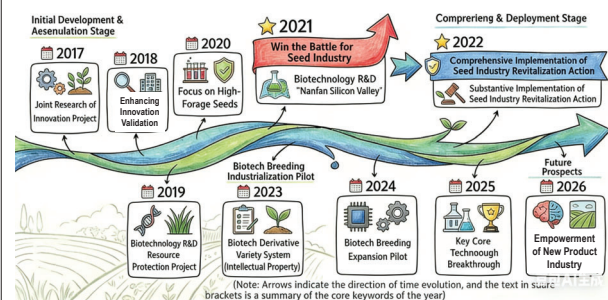 Initial Development &
Aesenulation Stage
2017
Joint Research of
Innovation Project
2018
Enhancing
Innovation
Validation
2020
Focus on High-
Forage Seeds
2021
Win the Battle for
Seed Industry
Biotechnology R&D
"Nanfan Silicon Valley"
Comprerieng & Deployment Stage
2022
Comprehensive Implementation of
Seed Industry Revitalization Action
Substantive Implementation of
Seed Industry Revitalization Action
2019
Biotechnology R&D
Resource
Protection Project
Biotech Breeding
Industrialization Pilot
2023
Biotech Derivative
Variety System
(Intellectual Property)
2024
Biotech Breeding
Expansion Pilot
2025
Key Core
Technoough
Breakthrough
Future
Prospects
2026
Empowerment
of New Product
Industry
(Note: Arrows indicate the direction of time evolution, and the text in
brackets is a summary of the core keywords of the year)